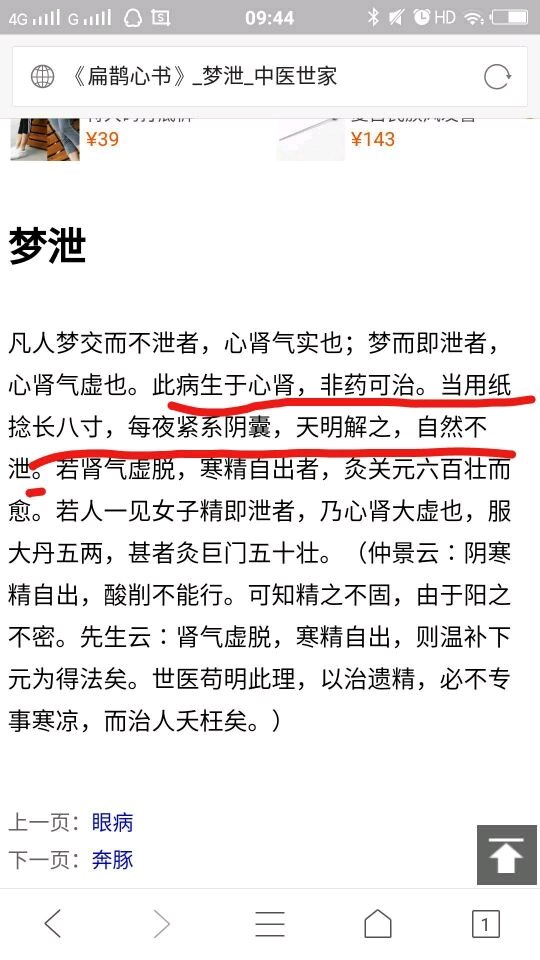 4G G 09:44 HD
《扁鹊心书》_梦泄_中医世家
¥39 ¥143
梦泄
凡人梦交而不泄者，心肾气实也；梦而即泄者，
心肾气虚也。此病生于心肾，非药可治。当用纸
捻长八寸，每夜紧系阴囊，天明解之，自然不
泄。若肾气虚脱，寒精自出者，灸关元六百壮而
愈。若人一见女子精即泄者，乃心肾大虚也，服
大丹五两，甚者灸巨门五十壮。（仲景云：阴寒
精自出，酸削不能行。可知精之不固，由于阳之
不密。先生云：肾气虚脱，寒精自出，则温补下
元为得法矣。世医苟明此理，以治遗精，必不专
事寒凉，而治人夭枉矣。）
上一页：眼病
下一页：奔豚
1